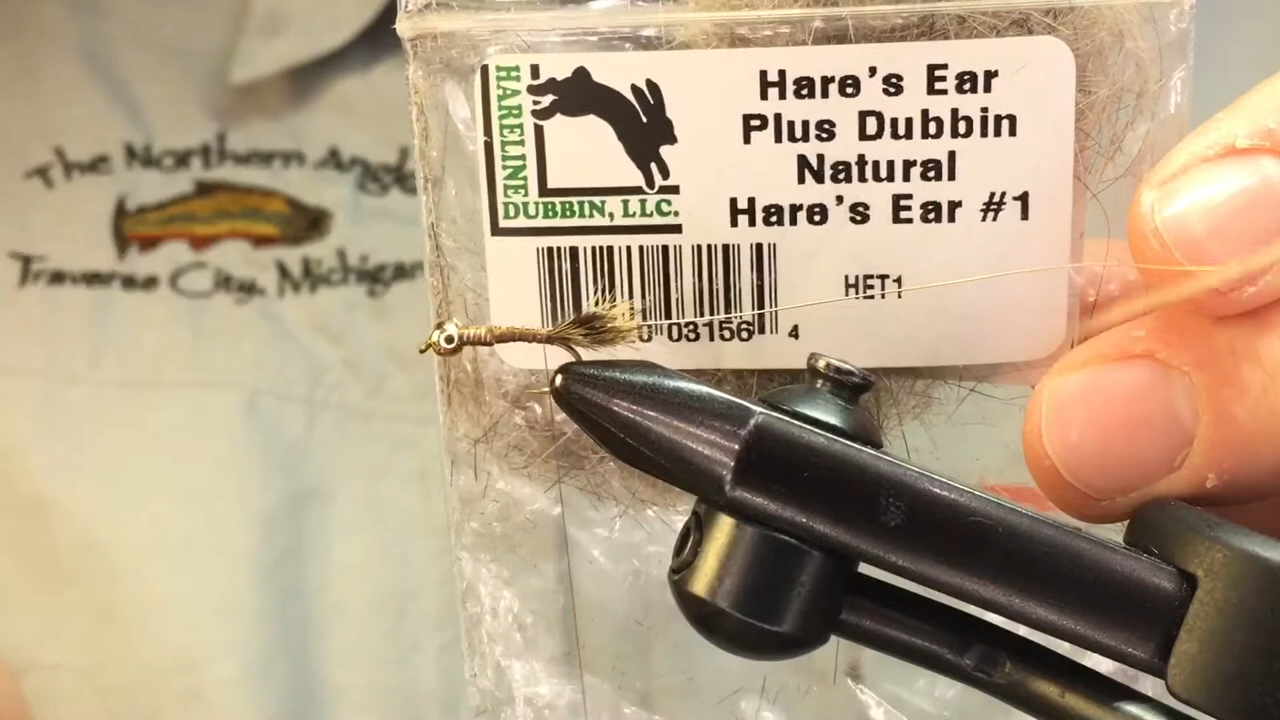 The Northern Angle
Traverse City, Michigan
HARELINE
DUBBIN, LLC.
Hare's Ear
Plus Dubbin
Natural
Hare's Ear #1
HET1
03156 4